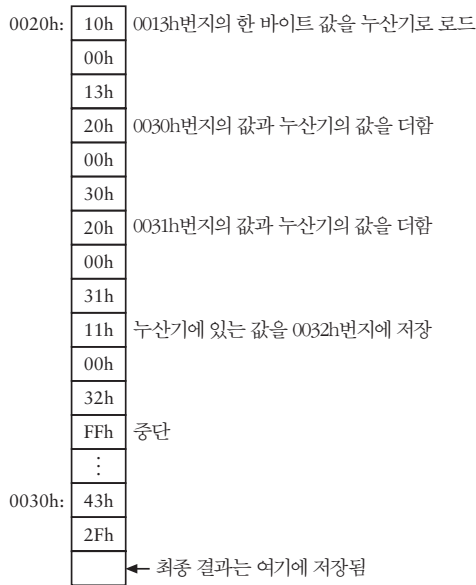 0020h: 10h 0013h번지의 한 바이트 값을 누산기로 로드
00h
13h
20h 0030h번지의 값과 누산기의 값을 더함
00h
30h
20h 0031h번지의 값과 누산기의 값을 더함
00h
31h
11h 누산기에 있는 값을 0032h번지에 저장
00h
32h
FFh 중단
⋮
0030h: 43h
2Fh
← 최종 결과는 여기에 저장됨